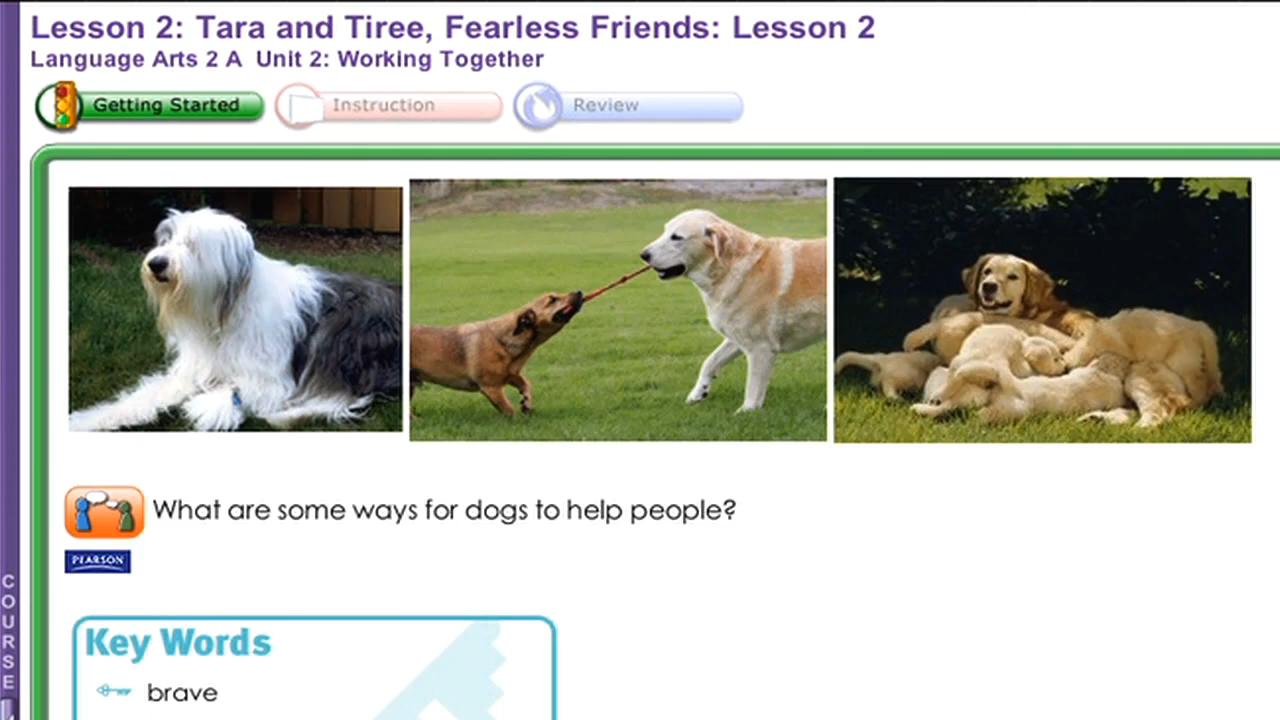 Lesson 2: Tara and Tiree, Fearless Friends: Lesson 2
Language Arts 2 A Unit 2: Working Together
Getting Started
Instruction
Review
What are some ways for dogs to help people?
PEARSON
Key Words
brave
COURSE